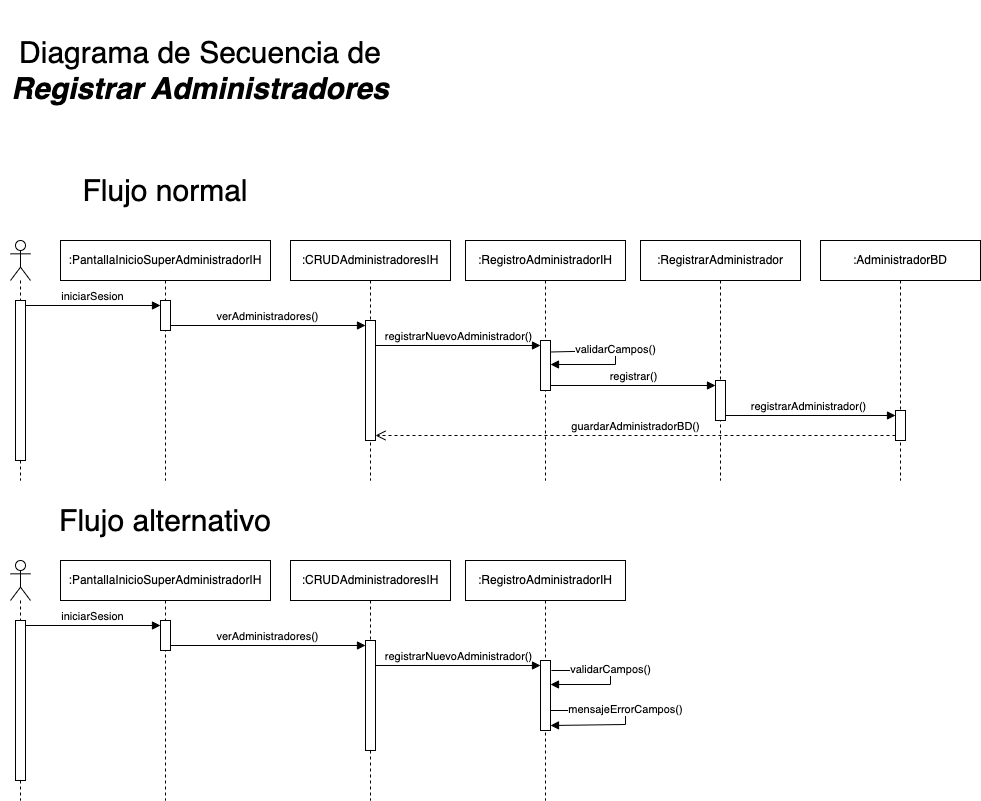 Diagrama de Secuencia de
Registrar Administradores
Flujo normal
:PantallaInicioSuperAdministradorIH
:CRUDAdministradoresIH
:RegistroAdministradorIH
:RegistrarAdministrador
:AdministradorBD
iniciarSesion
verAdministradores()
registrarNuevoAdministrador()
validarCampos()
registrar()
registrarAdministrador()
guardarAdministradorBD()
Flujo alternativo
:PantallaInicioSuperAdministradorIH
:CRUDAdministradoresIH
:RegistroAdministradorIH
iniciarSesion
verAdministradores()
registrarNuevoAdministrador()
validarCampos()
mensajeErrorCampos()